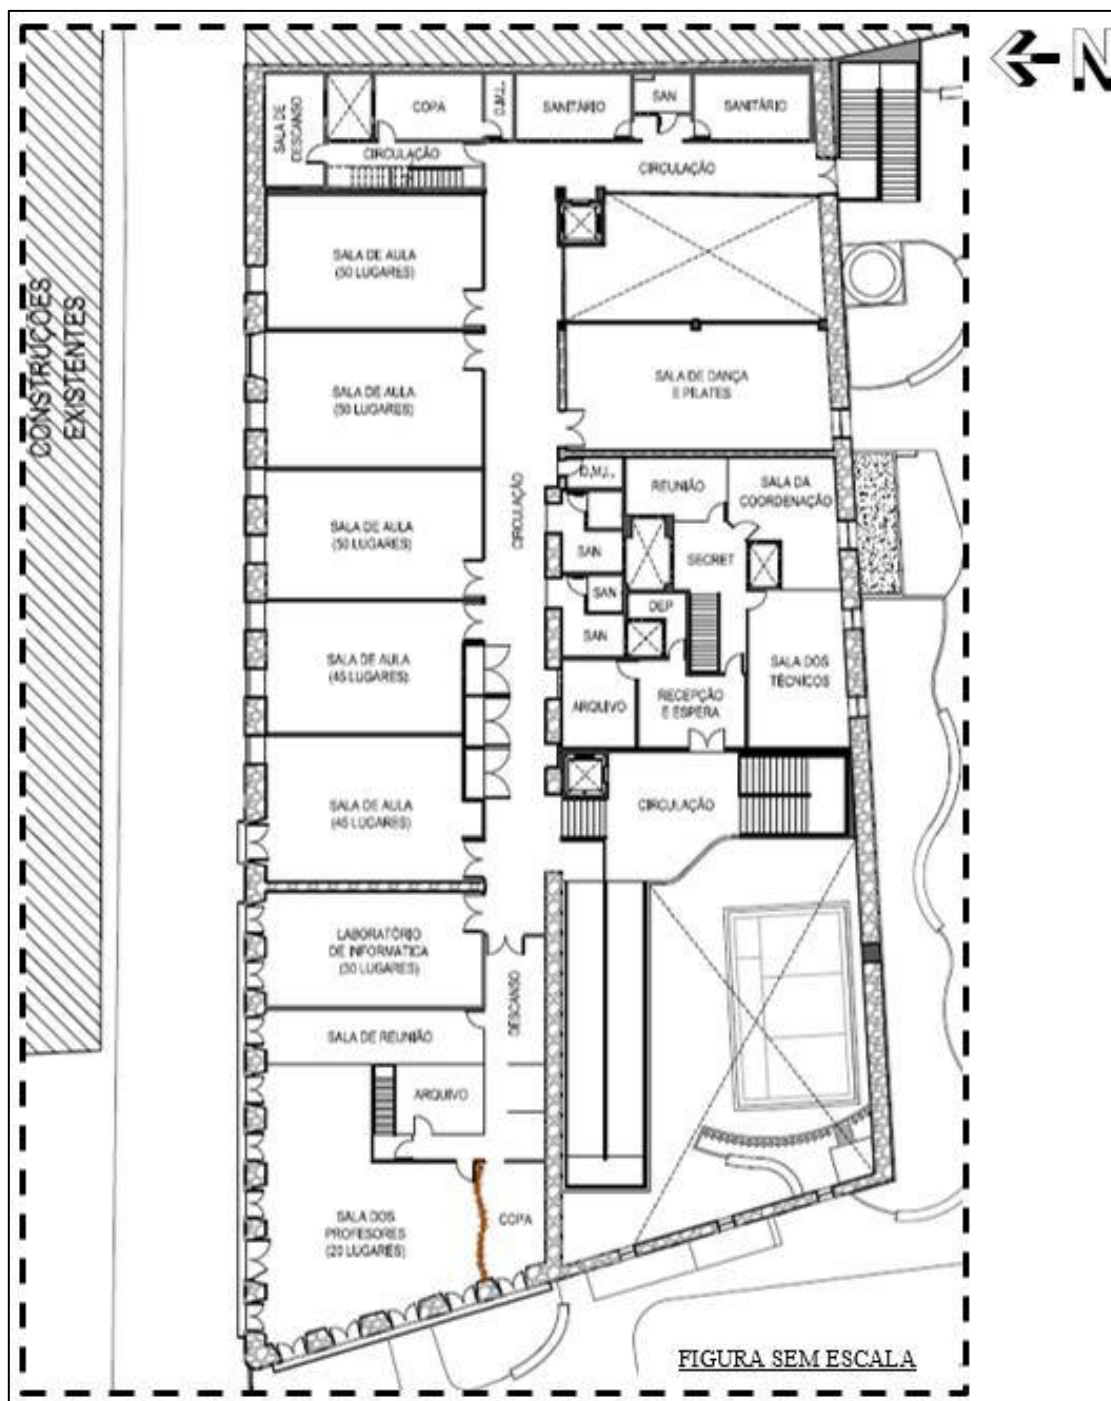 N
COPA
D.M.L.
SANITÁRIO
SAN
SANITÁRIO
SALA DE
DESCANSO
CIRCULAÇÃO
CIRCULAÇÃO
CONSTRUÇOES
EXISTENTES
SALA DE AULA
(50 LUGARES)
SALA DE AULA
(50 LUGARES)
SALA DE DANÇA
E PILATES
CIRCULAÇÃO
D.M.L.
REUNIÃO
SALA DA
COORDENAÇÃO
SALA DE AULA
(50 LUGARES)
SAN
SECRET
SAN
DEP
SAN
SALA DE AULA
(45 LUGARES)
SALA DOS
TÉCNICOS
ARQUIVO
RECEPÇÃO
E ESPERA
SALA DE AULA
(45 LUGARES)
CIRCULAÇÃO
LABORATÓRIO
DE INFORMATICA
(30 LUGARES)
DESCANSO
SALA DE REUNIÃO
ARQUIVO
SALA DOS
PROFESORES
(20 LUGARES)
COPA
FIGURA SEM ESCALA